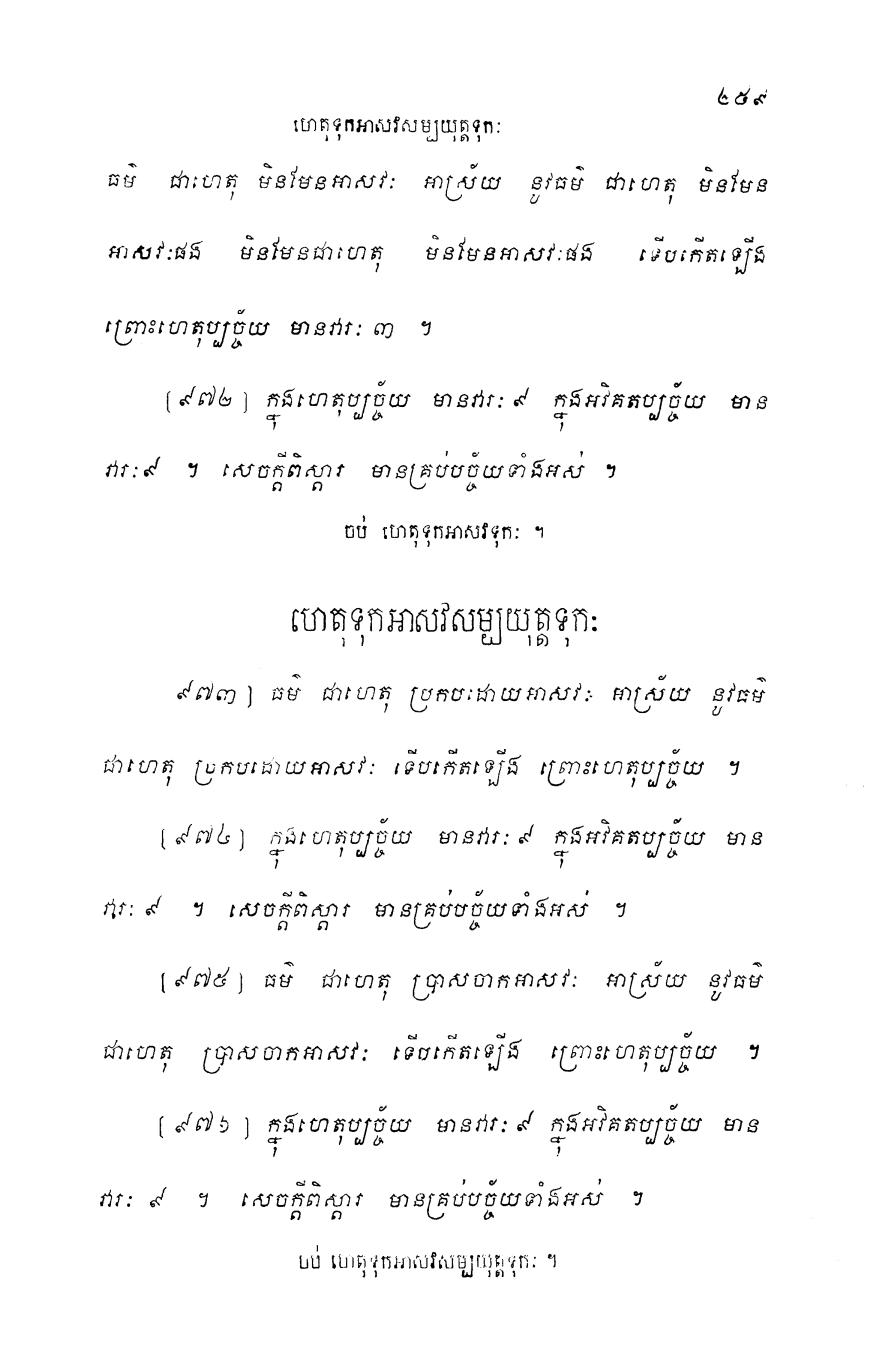 ២៥៩
ហេតុទុកអាសវសម្បយុត្តទុកៈ
ធម៌ ជាហេតុ មិនមែនអាសវៈ អាស្រ័យ នូវធម៌ ជាហេតុ មិនមែន
អាសវៈផង មិនមែនជាហេតុ មិនមែនអាសវៈផង ទើបកើតឡើង
ព្រោះហេតុប្បច្ច័យ មានវារៈ ៣ ។
[៩៧២] ក្នុងហេតុប្បច្ច័យ មានវារៈ ៩ ក្នុងអវិគតប្បច្ច័យ មាន
វារៈ ៩ ។ សេចក្តីពិស្តារ មានគ្រប់បច្ច័យទាំងអស់ ។
ចប់ ហេតុទុកអាសវទុកៈ ។
ហេតុទុកអាសវសម្បយុត្តទុកៈ
៩៧៣] ធម៌ ជាហេតុ ប្រកបដោយអាសវៈ អាស្រ័យ នូវធម៌
ជាហេតុ ប្រកបដោយអាសវៈ ទើបកើតឡើង ព្រោះហេតុប្បច្ច័យ ។
[៩៧៤] ក្នុងហេតុប្បច្ច័យ មានវារៈ ៩ ក្នុងអវិគតប្បច្ច័យ មាន
វារៈ ៩ ។ សេចក្តីពិស្តារ មានគ្រប់បច្ច័យទាំងអស់ ។
[៩៧៥] ធម៌ ជាហេតុ ប្រាសចាកអាសវៈ អាស្រ័យ នូវធម៌
ជាហេតុ ប្រាសចាកអាសវៈ ទើបកើតឡើង ព្រោះហេតុប្បច្ច័យ ។
[៩៧៦] ក្នុងហេតុប្បច្ច័យ មានវារៈ ៩ ក្នុងអវិគតប្បច្ច័យ មាន
វារៈ ៩ ។ សេចក្តីពិស្តារ មានគ្រប់បច្ច័យទាំងអស់ ។
ចប់ ហេតុទុកអាសវសម្បយុត្តទុកៈ ។